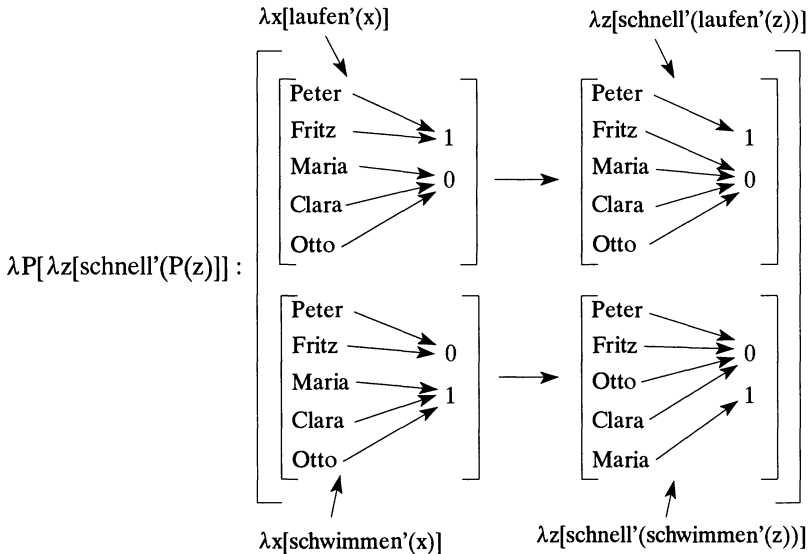 λx[laufen’(x)]
λz[schnell’(laufen’(z))]
Peter
Fritz
Maria
Clara
Otto
1
0
Peter
Fritz
Maria
Clara
Otto
1
0
λP[λz[schnell’(P(z)]] :
Peter
Fritz
Maria
Clara
Otto
0
1
Peter
Fritz
Otto
Clara
Maria
0
1
λx[schwimmen’(x)]
λz[schnell’(schwimmen’(z))]